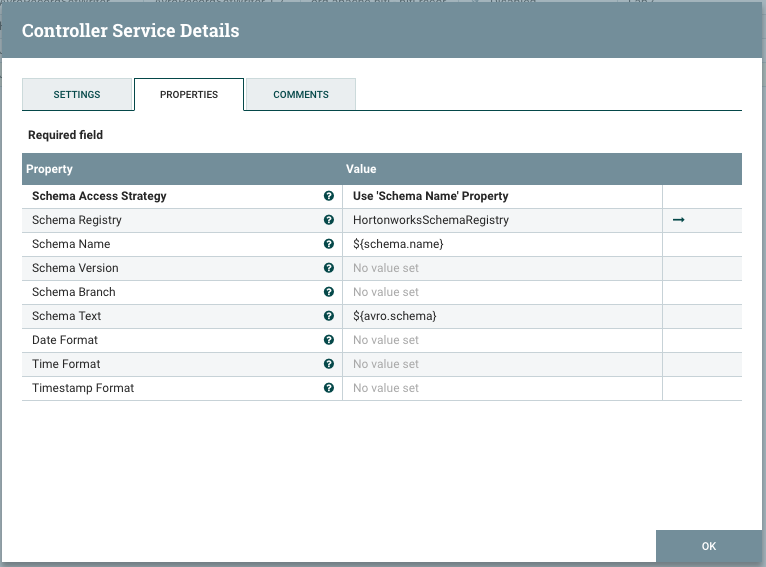 Controller Service Details
SETTINGS PROPERTIES COMMENTS
Required field
Property Value
Schema Access Strategy Use 'Schema Name' Property
Schema Registry HortonworksSchemaRegistry
Schema Name ${schema.name}
Schema Version No value set
Schema Branch No value set
Schema Text ${avro.schema}
Date Format No value set
Time Format No value set
Timestamp Format No value set
OK